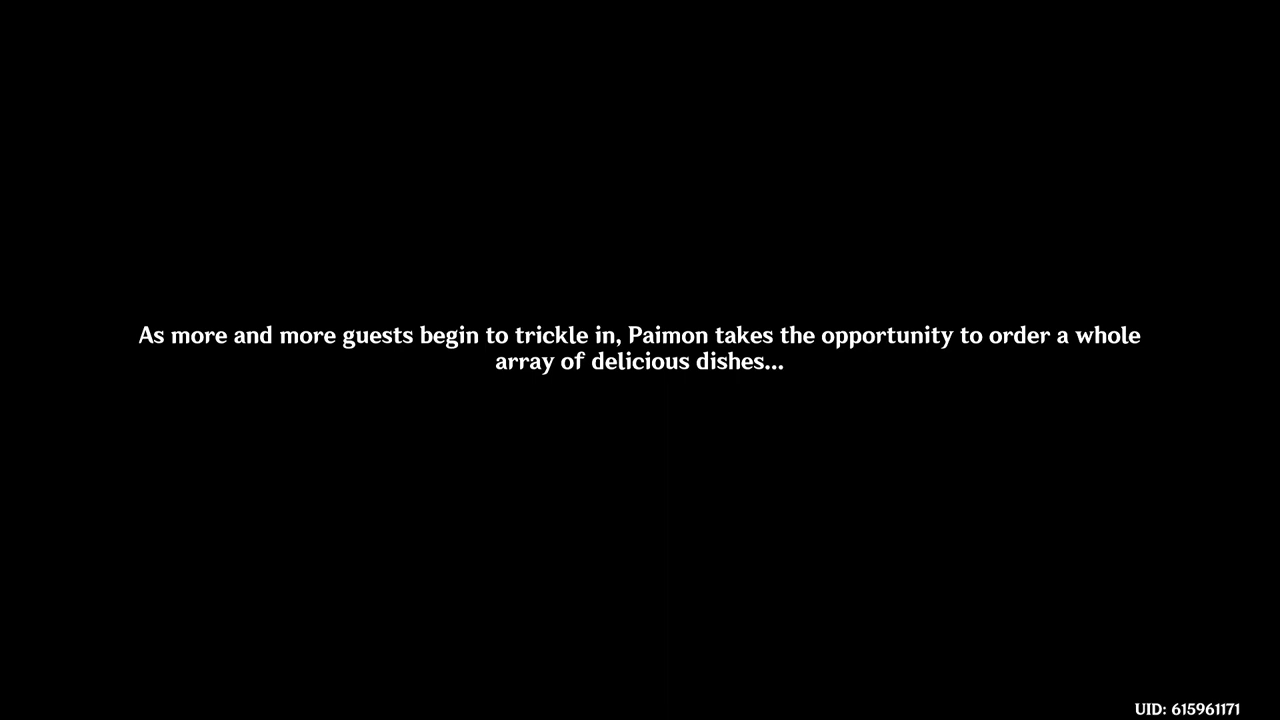 As more and more guests begin to trickle in, Paimon takes the opportunity to order a whole
array of delicious dishes...
UID: 615961171